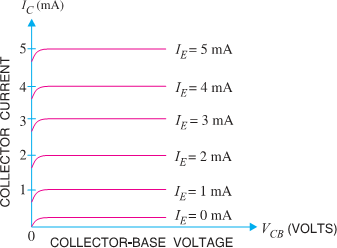 I_C (mA)
COLLECTOR CURRENT
5
4
3
2
1
0
I_E = 5 mA
I_E = 4 mA
I_E = 3 mA
I_E = 2 mA
I_E = 1 mA
I_E = 0 mA
V_CB (VOLTS)
COLLECTOR-BASE VOLTAGE